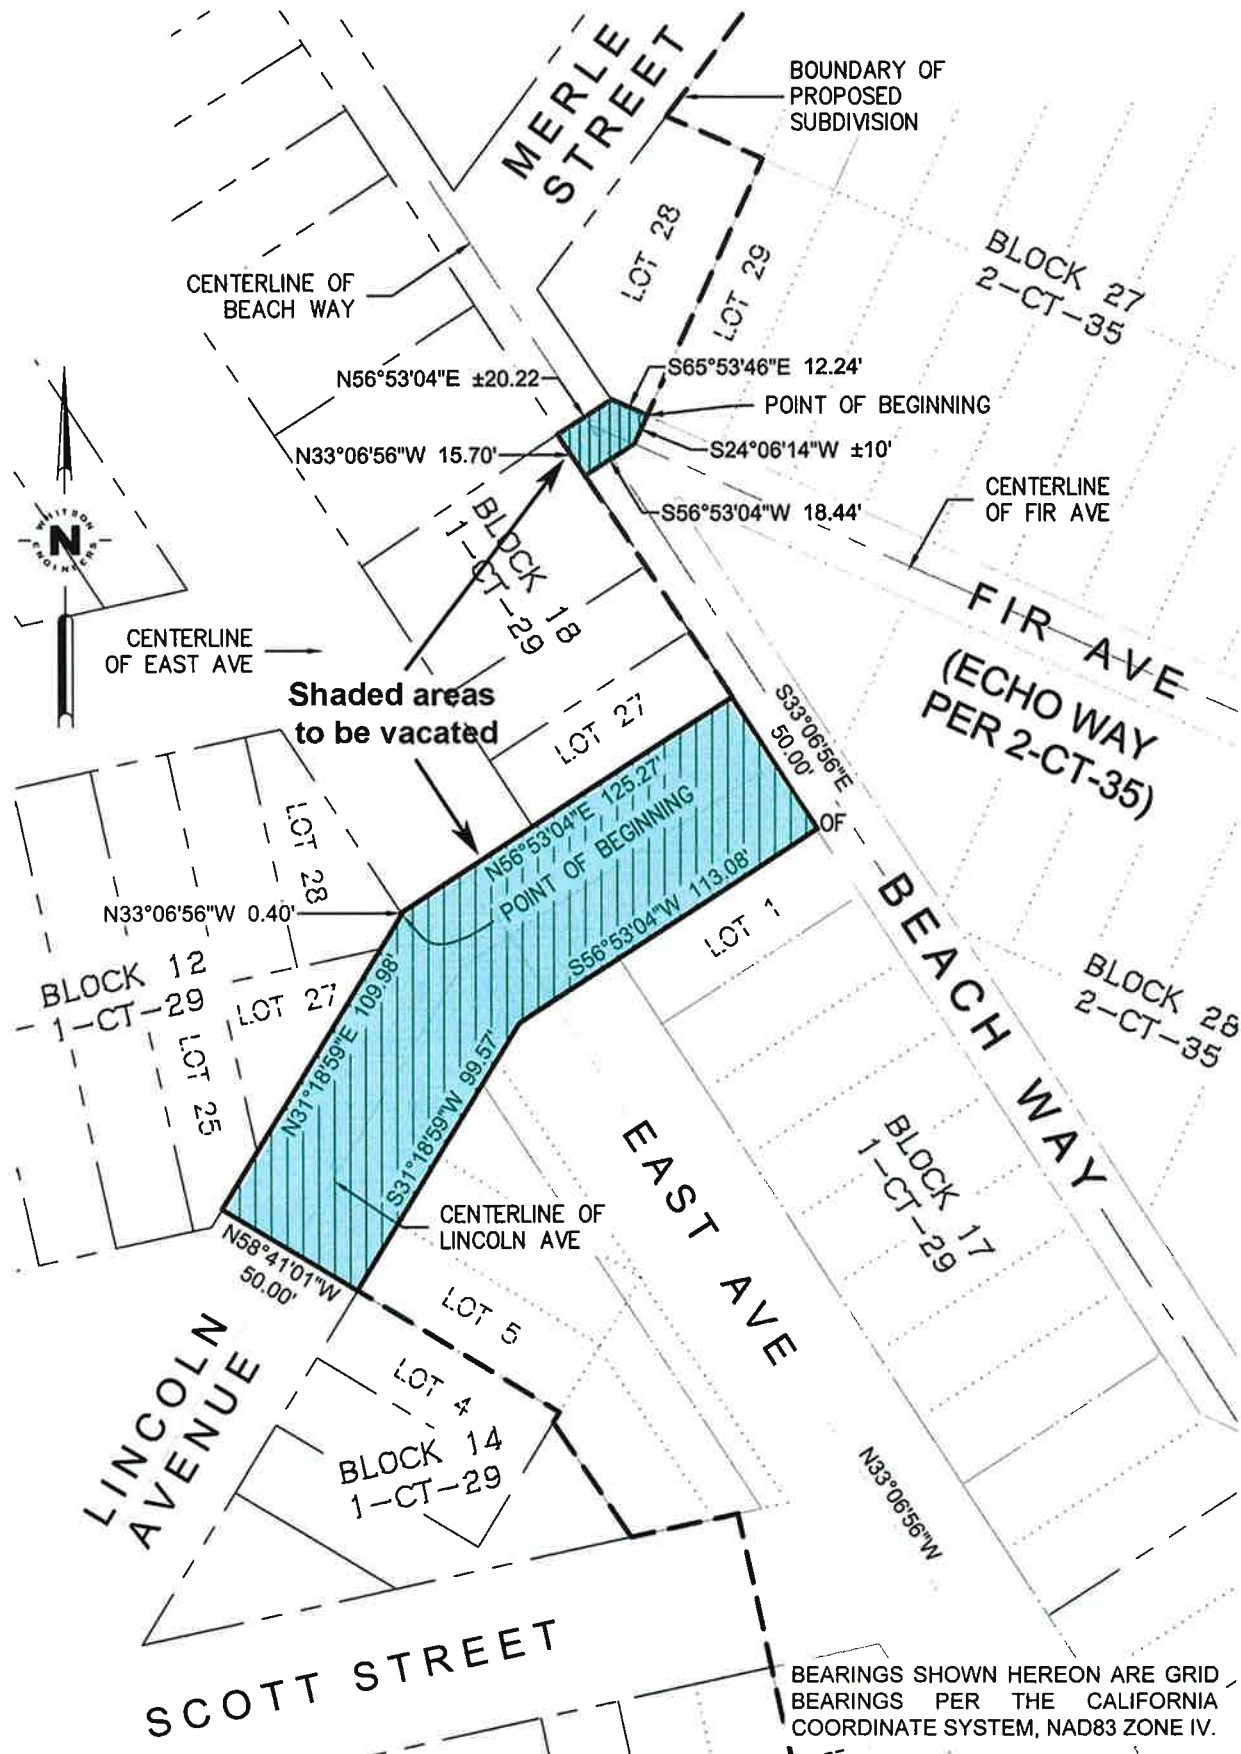 MERLE
STREET
BOUNDARY OF
PROPOSED
SUBDIVISION
LOT 28
LOT 29
BLOCK 27
2-CT-35
CENTERLINE OF
BEACH WAY
N56°53'04"E ±20.22
S65°53'46"E 12.24'
POINT OF BEGINNING
N33°06'56"W 15.70'
S24°06'14"W ±10'
S56°53'04"W 18.44'
CENTERLINE
OF FIR AVE
WHITSON
N
ENGINEERS
BLOCK 18
1-CT-29
FIR AVE
(ECHO WAY
PER 2-CT-35)
CENTERLINE
OF EAST AVE
Shaded areas
to be vacated
LOT 27
S33°06'56"E
50.00'
OF
N56°53'04"E 125.27'
POINT OF BEGINNING
S56°53'04"W 113.08'
LOT 28
N33°06'56"W 0.40'
BLOCK 12
1-CT-29
LOT 27
LOT 25
LOT 1
BEACH WAY
BLOCK 28
2-CT-35
N31°18'59"E 109.98'
S31°18'59"W 99.57'
CENTERLINE OF
LINCOLN AVE
EAST AVE
BLOCK 17
1-CT-29
N58°41'01"W
50.00'
LOT 5
LOT 4
LINCOLN
AVENUE
BLOCK 14
1-CT-29
N33°06'56"W
SCOTT STREET
BEARINGS SHOWN HEREON ARE GRID
BEARINGS PER THE CALIFORNIA
COORDINATE SYSTEM, NAD83 ZONE IV.